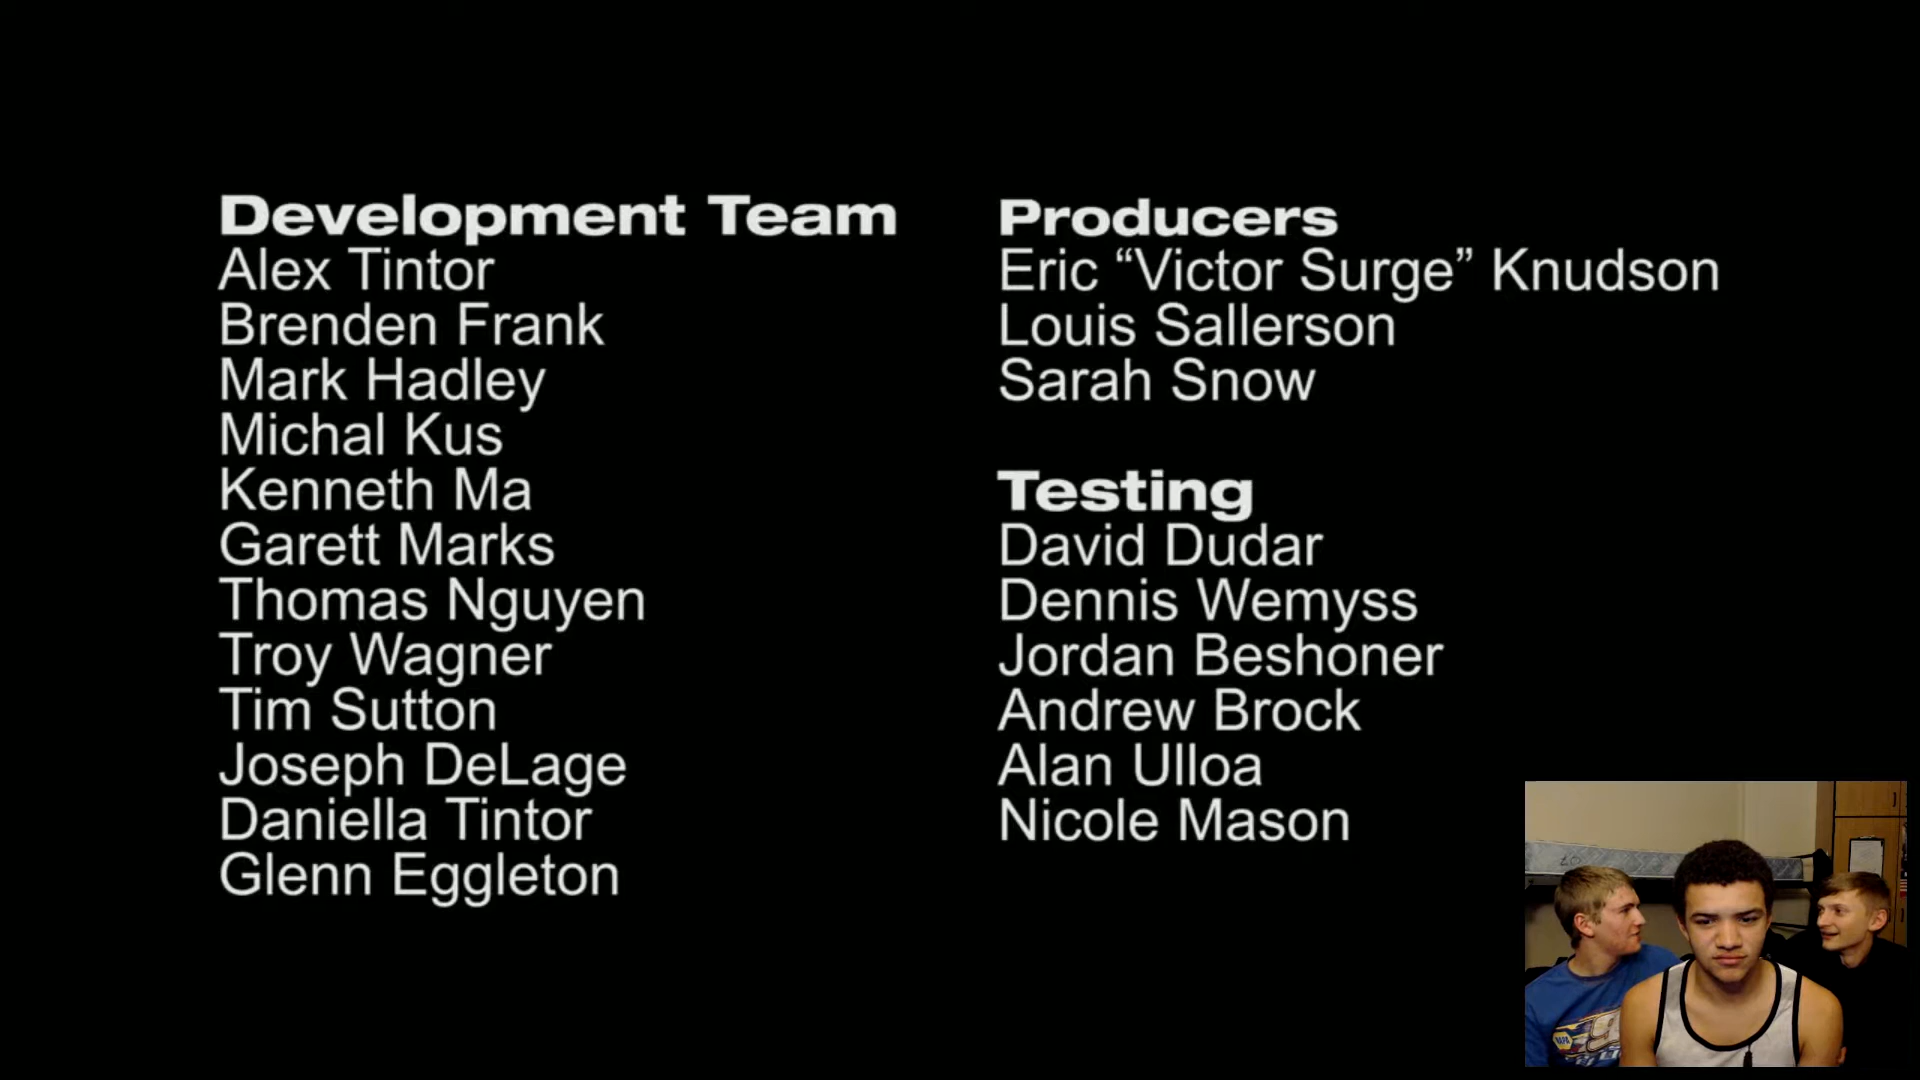 Development Team
Alex Tintor
Brenden Frank
Mark Hadley
Michal Kus
Kenneth Ma
Garett Marks
Thomas Nguyen
Troy Wagner
Tim Sutton
Joseph DeLage
Daniella Tintor
Glenn Eggleton
Producers
Eric “Victor Surge” Knudson
Louis Sallerson
Sarah Snow
Testing
David Dudar
Dennis Wemyss
Jordan Beshoner
Andrew Brock
Alan Ulloa
Nicole Mason
NAPA